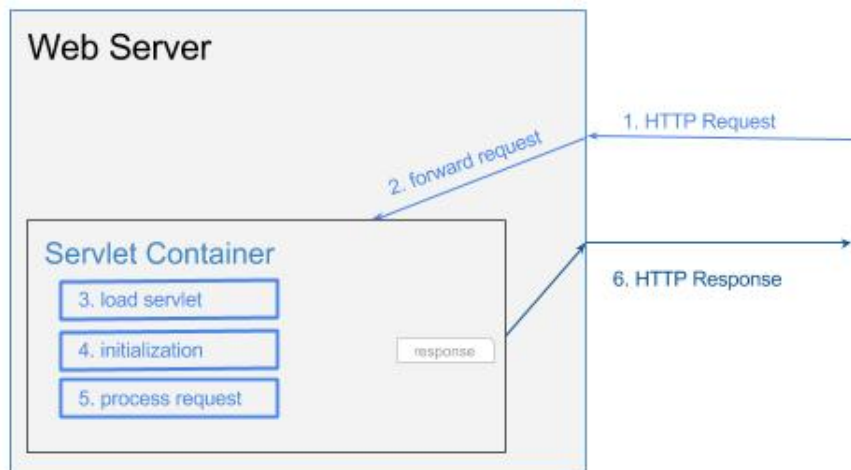 Web Server
1. HTTP Request
2. forward request
Servlet Container
3. load servlet
6. HTTP Response
4. initialization
response
5. process request